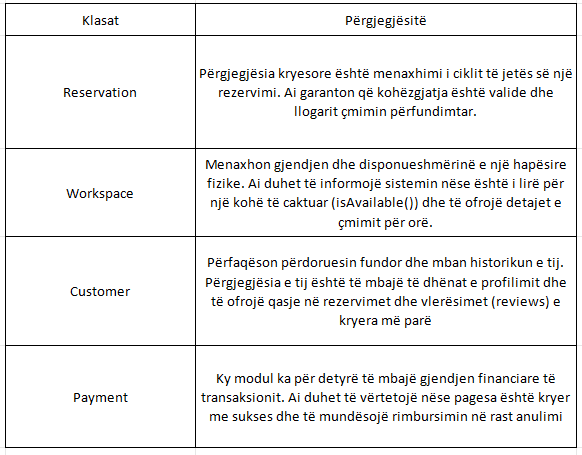 Klasat
Përgjegjësitë
Reservation
Përgjegjësia kryesore është menaxhimi i ciklit të jetës së një
rezervimi. Ai garanton që kohëzgjatja është valide dhe
llogarit çmimin përfundimtar.
Workspace
Menaxhon gjendjen dhe disponueshmërinë e një hapësire
fizike. Ai duhet të informojë sistemin nëse është i lirë për
një kohë të caktuar (isAvailable()) dhe të ofrojë detajet e
çmimit për orë.
Customer
Përfaqëson përdoruesin fundor dhe mban historikun e tij.
Përgjegjësia e tij është të mbajë të dhënat e profilimit dhe
të ofrojë qasje në rezervimet dhe vlerësimet (reviews) e
kryera më parë
Payment
Ky modul ka për detyrë të mbajë gjendjen financiare të
transaksionit. Ai duhet të vërtetojë nëse pagesa është kryer
me sukses dhe të mundësojë rimbursimin në rast anulimi